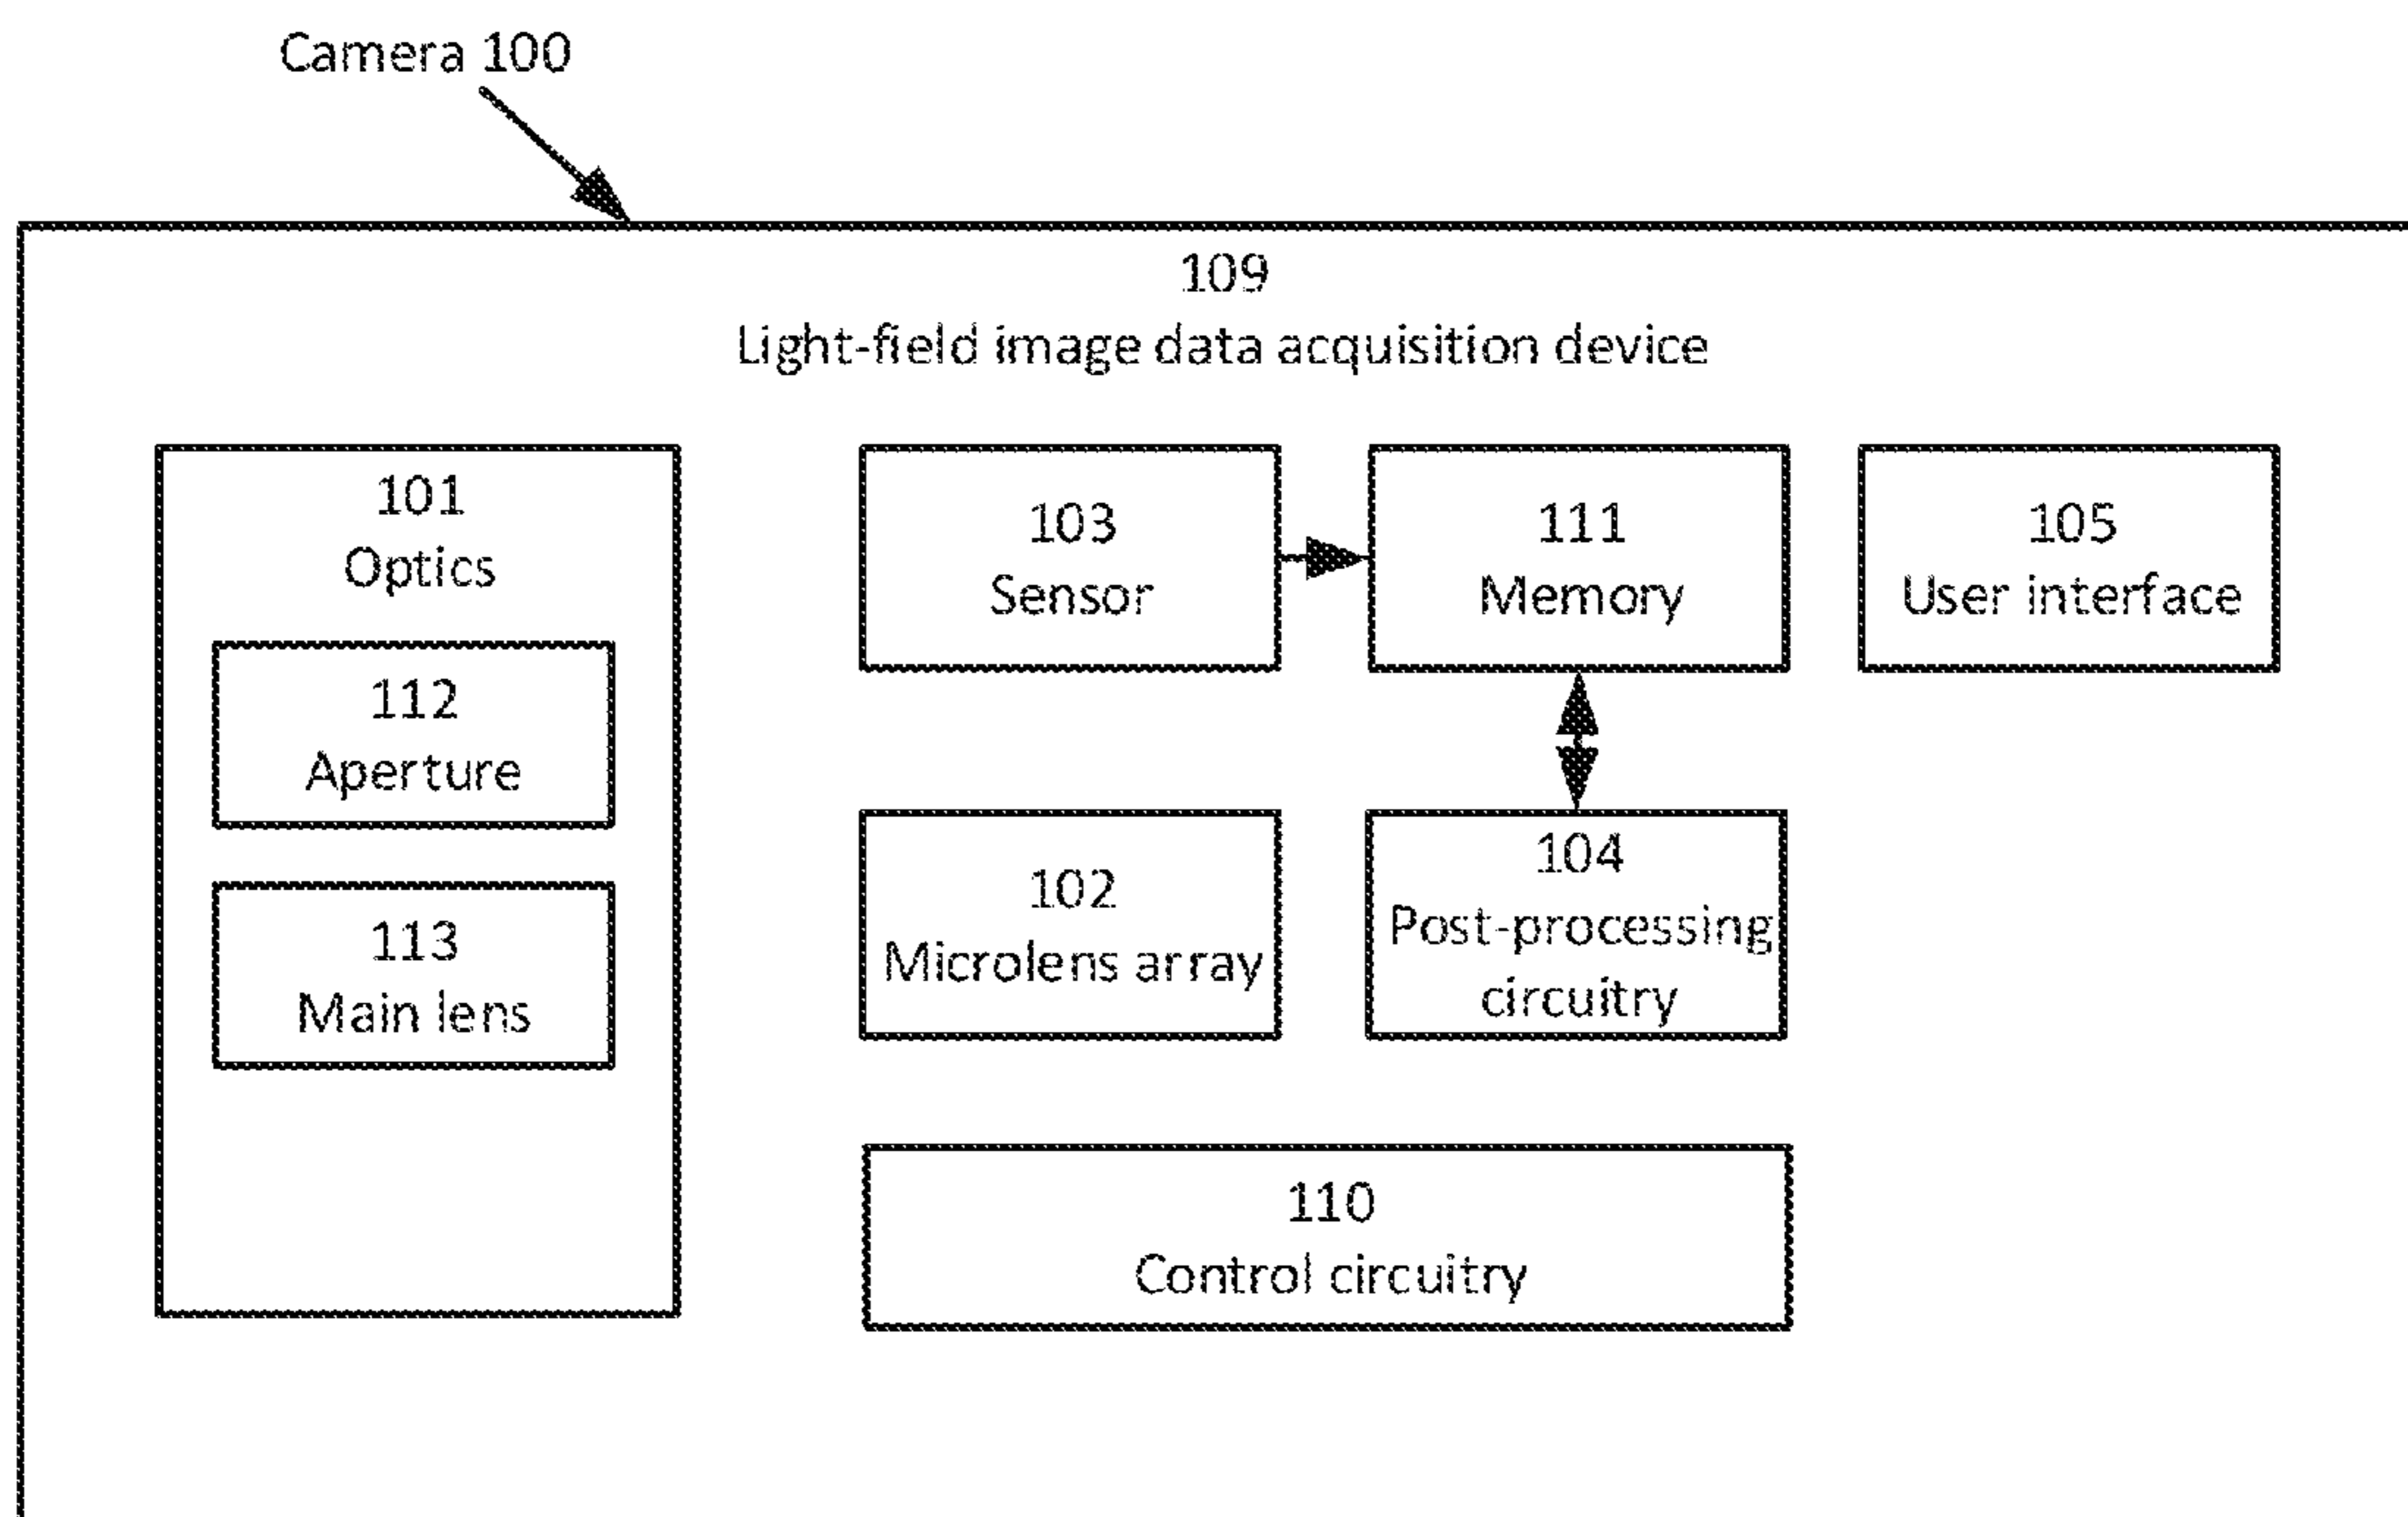 Camera 100
109
Light-field image data acquisition device
101
Optics
112
Aperture
113
Main lens
103
Sensor
111
Memory
105
User interface
102
Microlens array
104
Post-processing
circuitry
110
Control circuitry